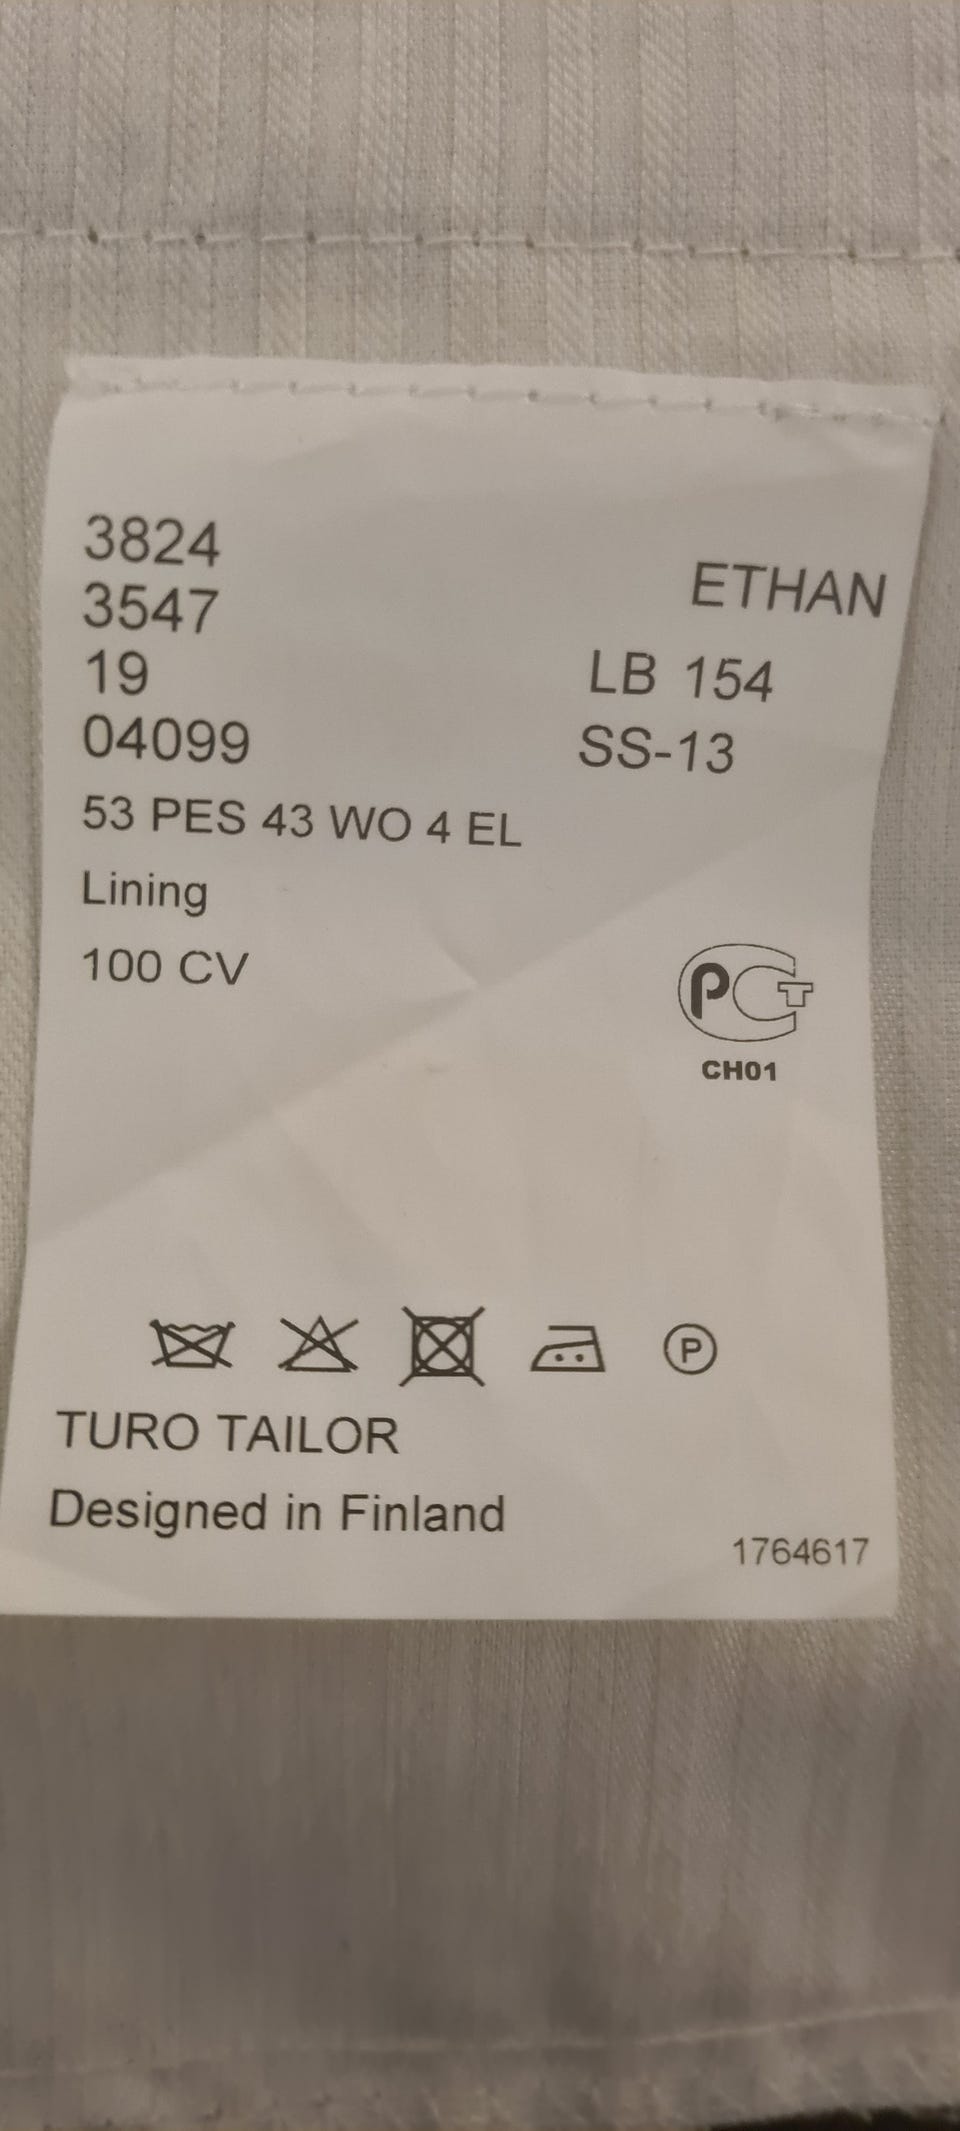 3824
3547
19
04099
ETHAN
LB 154
SS-13
53 PES 43 WO 4 EL
Lining
100 CV
РСТ
CH01
P
TURO TAILOR
Designed in Finland
1764617